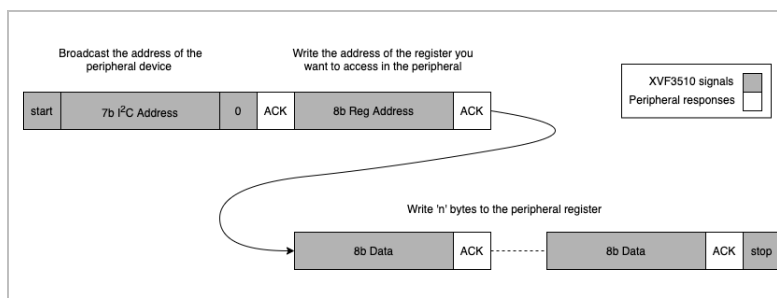 Broadcast the address of the
peripheral device
Write the address of the register you
want to access in the peripheral
XVF3510 signals
Peripheral responses
start
7b I²C Address
0
ACK
8b Reg Address
ACK
Write 'n' bytes to the peripheral register
8b Data
ACK
8b Data
ACK
stop